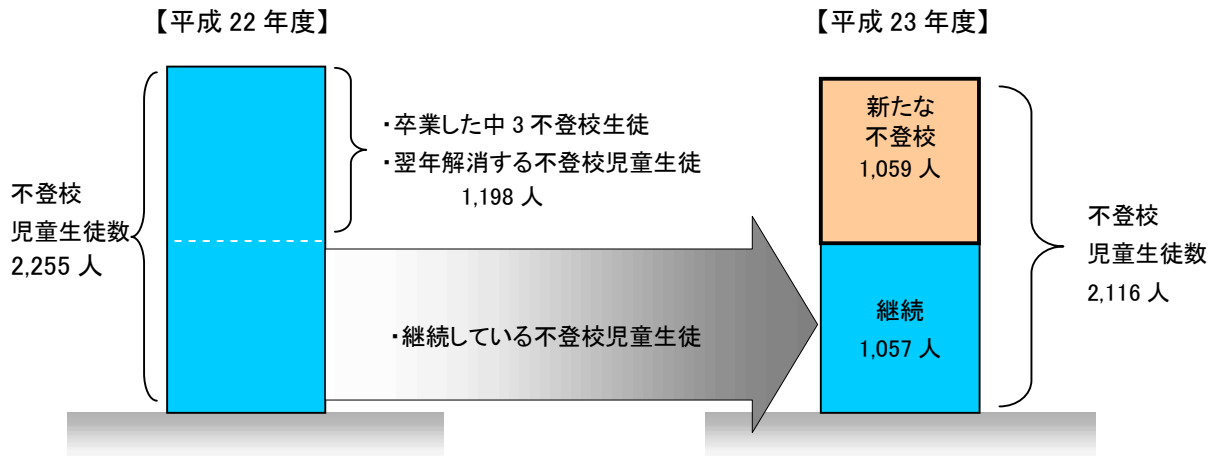 【平成 22 年度】
【平成 23 年度】
不登校
児童生徒数
2,255 人
・卒業した中 3 不登校生徒
・翌年解消する不登校児童生徒
1,198 人
・継続している不登校児童生徒
新たな
不登校
1,059 人
継続
1,057 人
不登校
児童生徒数
2,116 人